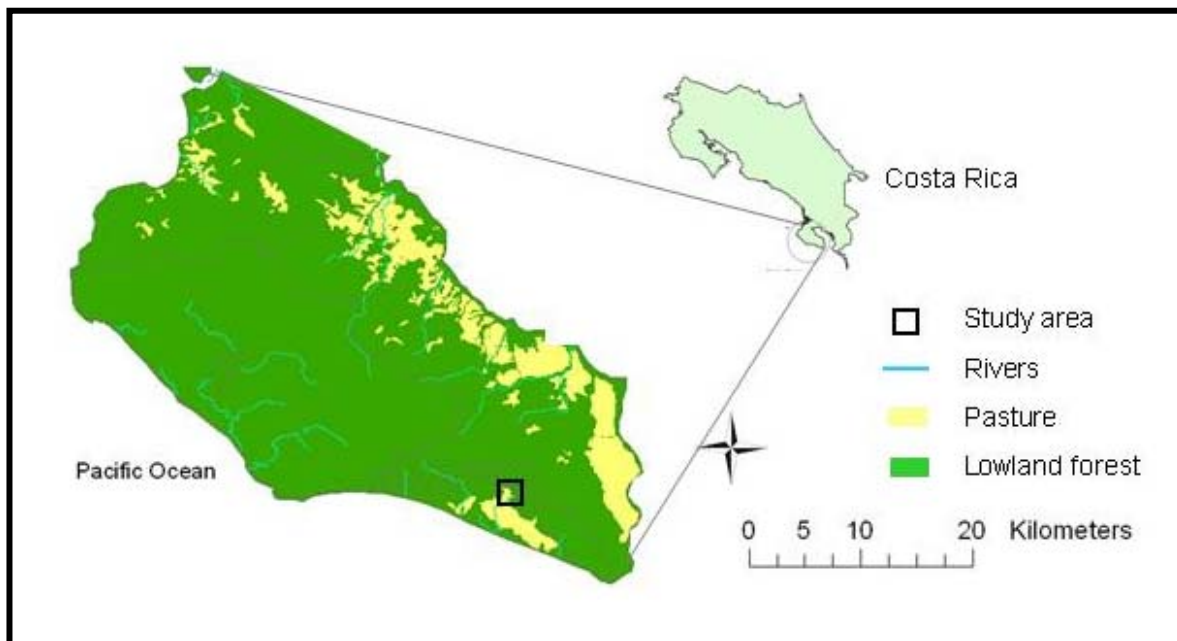 Costa Rica
Study area
Rivers
Pasture
Lowland forest
Pacific Ocean
0 5 10 20 Kilometers